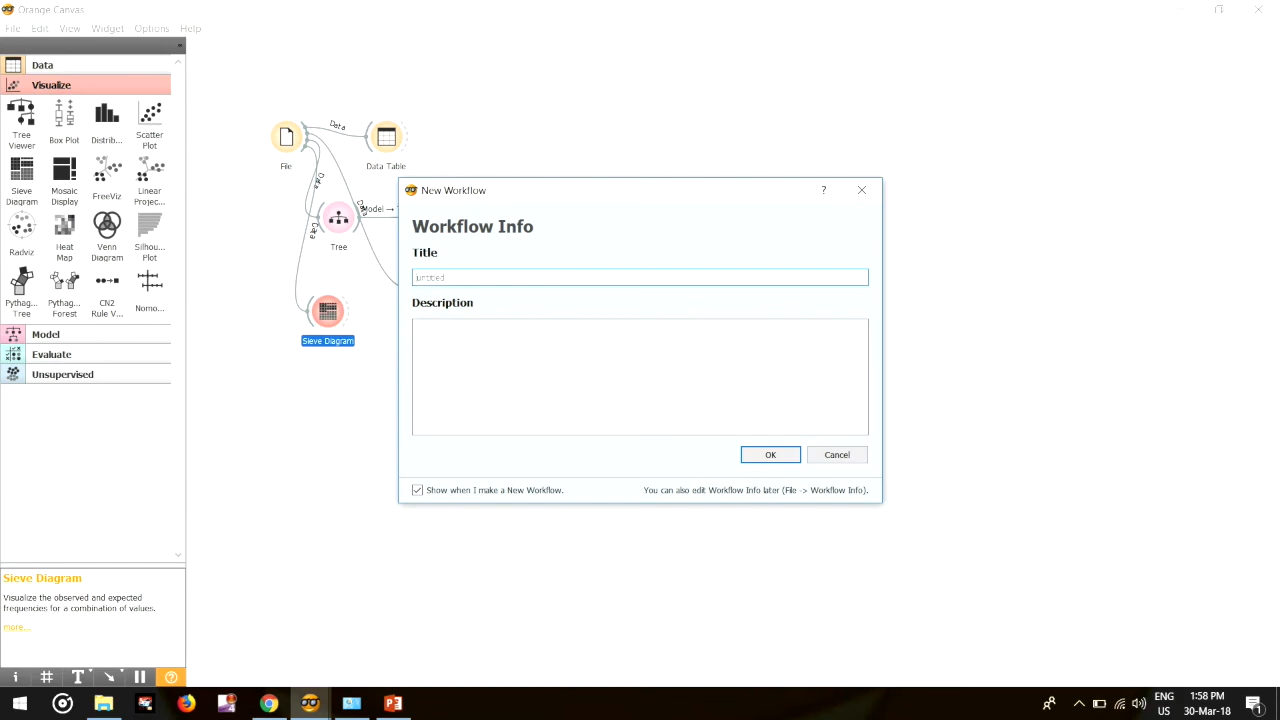 Orange Canvas
File Edit View Widget Options Help
Data
Visualize
Tree Viewer
Box Plot
Distrib...
Scatter Plot
Sieve Diagram
Mosaic Display
FreeViz
Linear Projec...
Radviz
Heat Map
Venn Diagram
Silhou... Plot
Pythag... Tree
Pythag... Forest
CN2 Rule V...
Nomo...
Model
Evaluate
Unsupervised
Sieve Diagram
Visualize the observed and expected
frequencies for a combination of values.
more...
Data
File
Data Table
Data
Data
Data
Model →
Tree
Sieve Diagram
New Workflow
?
Workflow Info
Title
untitled
Description
OK
Cancel
Show when I make a New Workflow.
You can also edit Workflow Info later (File -> Workflow Info).
ENG
US
1:58 PM
30-Mar-18
1